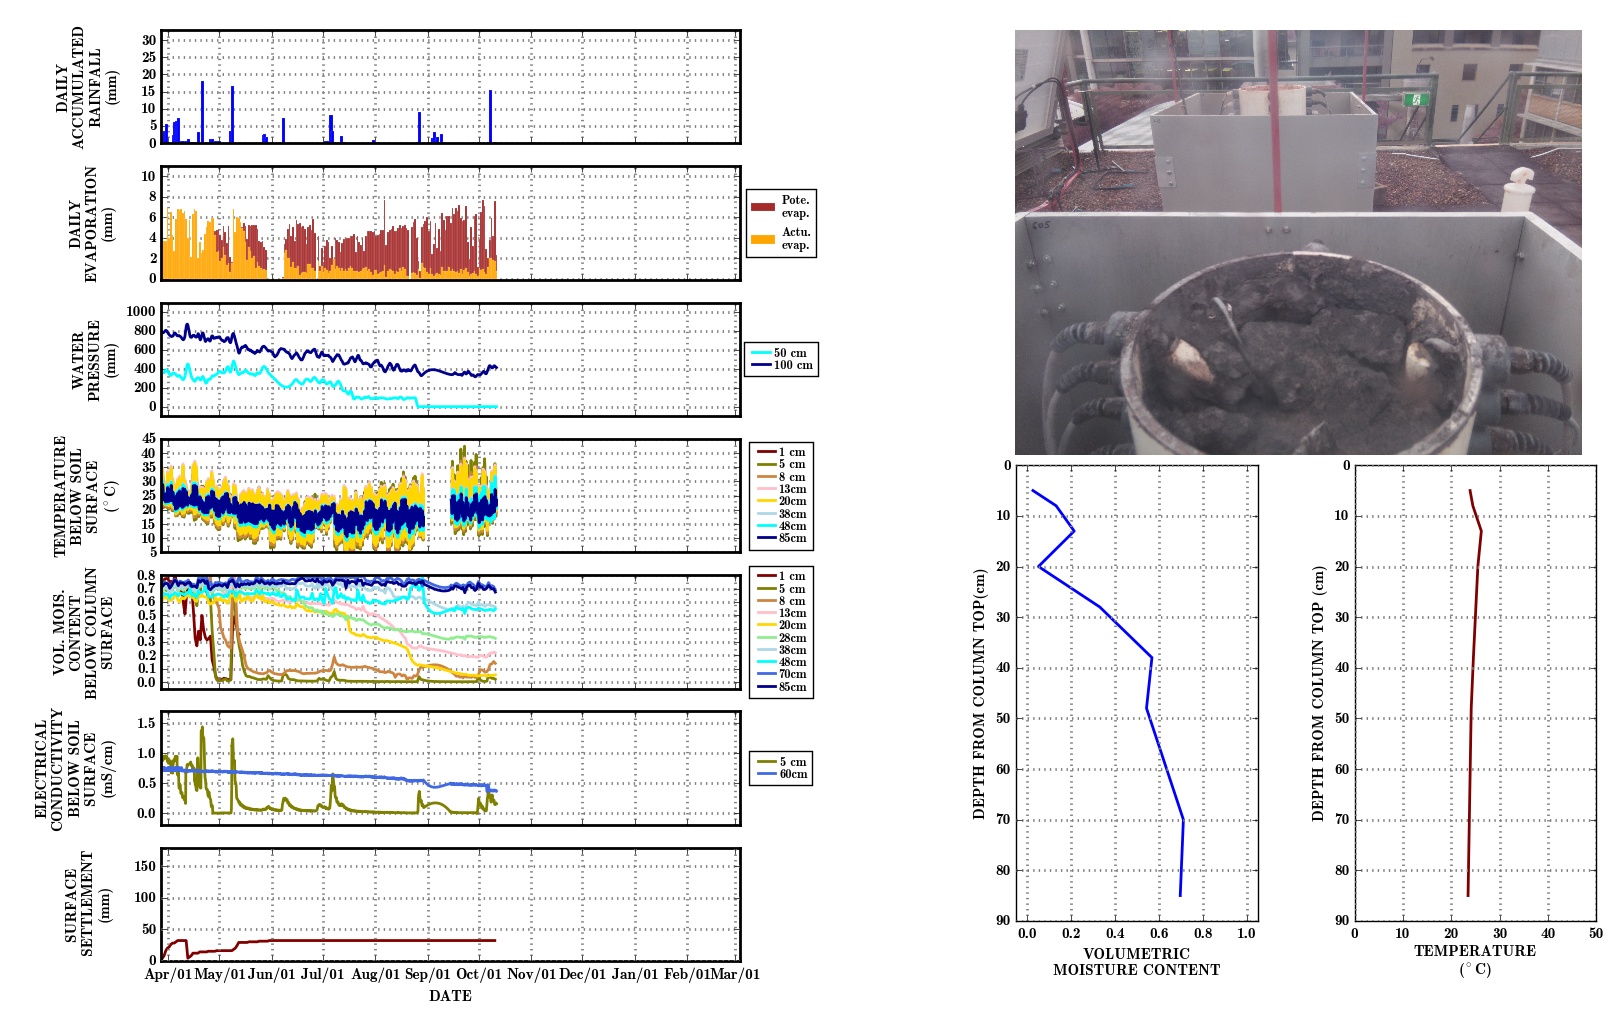 DAILY
ACCUMULATED
RAINFALL
(mm)
30
25
20
15
10
5
0
DAILY
EVAPORATION
(mm)
10
8
6
4
2
0
Pote.
evap.
Actu.
evap.
WATER
PRESSURE
(mm)
1000
800
600
400
200
0
50 cm
100 cm
TEMPERATURE
BELOW SOIL
SURFACE
(°C)
45
40
35
30
25
20
15
10
5
1 cm
5 cm
8 cm
13cm
20cm
38cm
48cm
85cm
VOL. MOIS.
CONTENT
BELOW COLUMN
SURFACE
0.8
0.7
0.6
0.5
0.4
0.3
0.2
0.1
0.0
1 cm
5 cm
8 cm
13cm
20cm
28cm
38cm
48cm
70cm
85cm
ELECTRICAL
CONDUCTIVITY
BELOW SOIL
SURFACE
(mS/cm)
1.5
1.0
0.5
0.0
5 cm
60cm
SURFACE
SETTLEMENT
(mm)
150
100
50
0
Apr/01 May/01 Jun/01 Jul/01 Aug/01 Sep/01 Oct/01 Nov/01 Dec/01 Jan/01 Feb/01 Mar/01
DATE
DEPTH FROM COLUMN TOP(cm)
0
10
20
30
40
50
60
70
80
90
0.0 0.2 0.4 0.6 0.8 1.0
VOLUMETRIC
MOISTURE CONTENT
DEPTH FROM COLUMN TOP (cm)
0
10
20
30
40
50
60
70
80
90
0 10 20 30 40 50
TEMPERATURE
(°C)